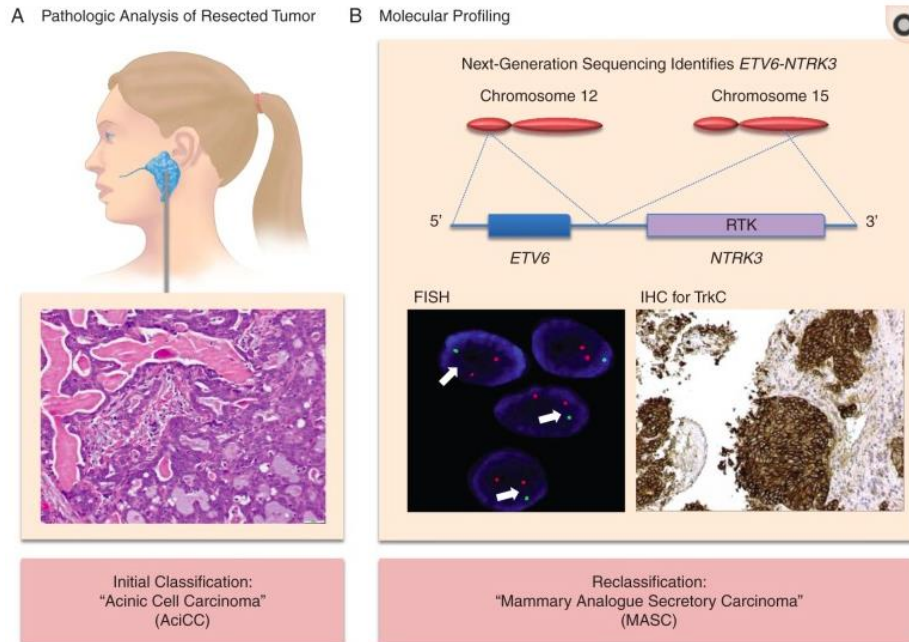 A Pathologic Analysis of Resected Tumor
B Molecular Profiling
Next-Generation Sequencing Identifies ETV6-NTRK3
Chromosome 12
Chromosome 15
5'
RTK
3'
ETV6
NTRK3
FISH
IHC for TrkC
Initial Classification:
"Acinic Cell Carcinoma"
(AciCC)
Reclassification:
"Mammary Analogue Secretory Carcinoma"
(MASC)